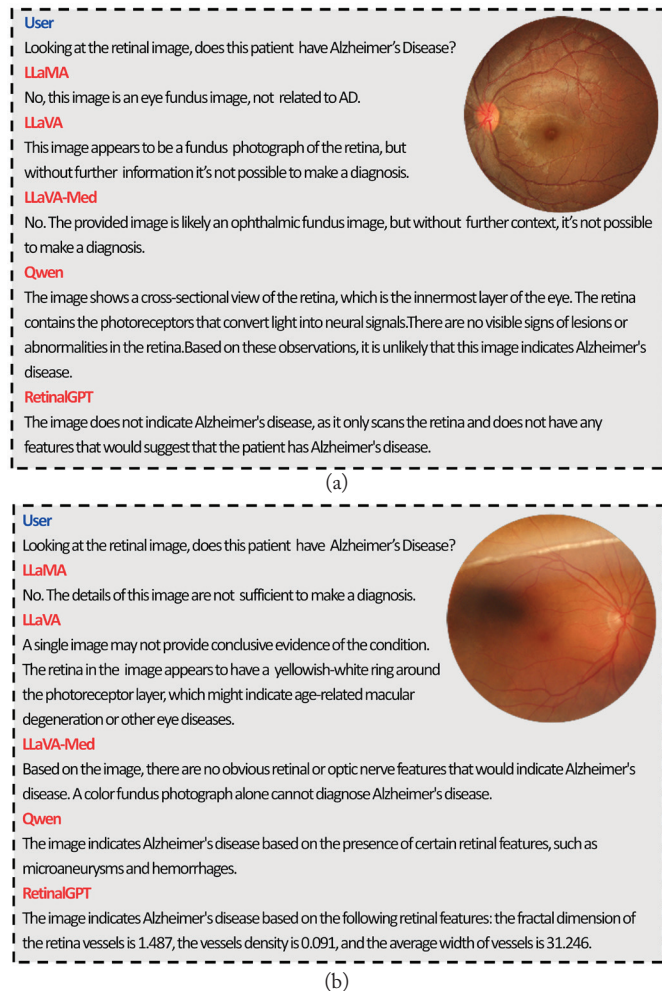 User
Looking at the retinal image, does this patient have Alzheimer's Disease?
LLaMA
No, this image is an eye fundus image, not related to AD.
LLaVA
This image appears to be a fundus photograph of the retina, but
without further information it's not possible to make a diagnosis.
LLaVA-Med
No. The provided image is likely an ophthalmic fundus image, but without further context, it's not possible
to make a diagnosis.
Qwen
The image shows a cross-sectional view of the retina, which is the innermost layer of the eye. The retina
contains the photoreceptors that convert light into neural signals.There are no visible signs of lesions or
abnormalities in the retina.Based on these observations, it is unlikely that this image indicates Alzheimer's
disease.
RetinalGPT
The image does not indicate Alzheimer's disease, as it only scans the retina and does not have any
features that would suggest that the patient has Alzheimer's disease.
(a)
User
Looking at the retinal image, does this patient have Alzheimer's Disease?
LLaMA
No. The details of this image are not sufficient to make a diagnosis.
LLaVA
A single image may not provide conclusive evidence of the condition.
The retina in the image appears to have a yellowish-white ring around
the photoreceptor layer, which might indicate age-related macular
degeneration or other eye diseases.
LLaVA-Med
Based on the image, there are no obvious retinal or optic nerve features that would indicate Alzheimer's
disease. A color fundus photograph alone cannot diagnose Alzheimer's disease.
Qwen
The image indicates Alzheimer's disease based on the presence of certain retinal features, such as
microaneurysms and hemorrhages.
RetinalGPT
The image indicates Alzheimer's disease based on the following retinal features: the fractal dimension of
the retina vessels is 1.487, the vessels density is 0.091, and the average width of vessels is 31.246.
(b)